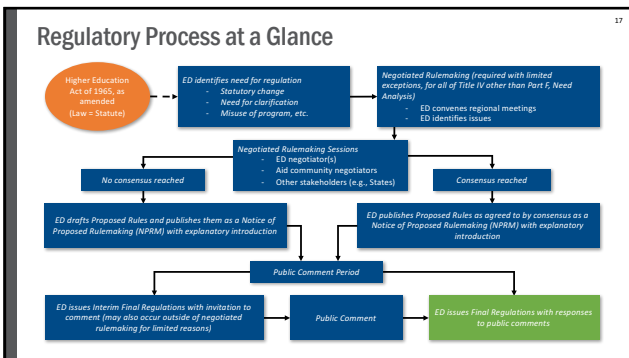 17
Regulatory Process at a Glance
Higher Education
Act of 1965, as
amended
(Law = Statute)
ED identifies need for regulation
- Statutory change
- Need for clarification
- Misuse of program, etc.
Negotiated Rulemaking (required with limited
exceptions, for all of Title IV other than Part F, Need
Analysis)
- ED convenes regional meetings
- ED identifies issues
Negotiated Rulemaking Sessions
- ED negotiator(s)
- Aid community negotiators
- Other stakeholders (e.g., States)
No consensus reached
Consensus reached
ED drafts Proposed Rules and publishes them as a Notice of
Proposed Rulemaking (NPRM) with explanatory
introduction
ED publishes Proposed Rules as agreed to by consensus as a
Notice of Proposed Rulemaking (NPRM) with explanatory
introduction
Public Comment Period
ED issues Interim Final Regulations with invitation to
comment (may also occur outside of negotiated
rulemaking for limited reasons)
Public Comment
ED issues Final Regulations with responses
to public comments